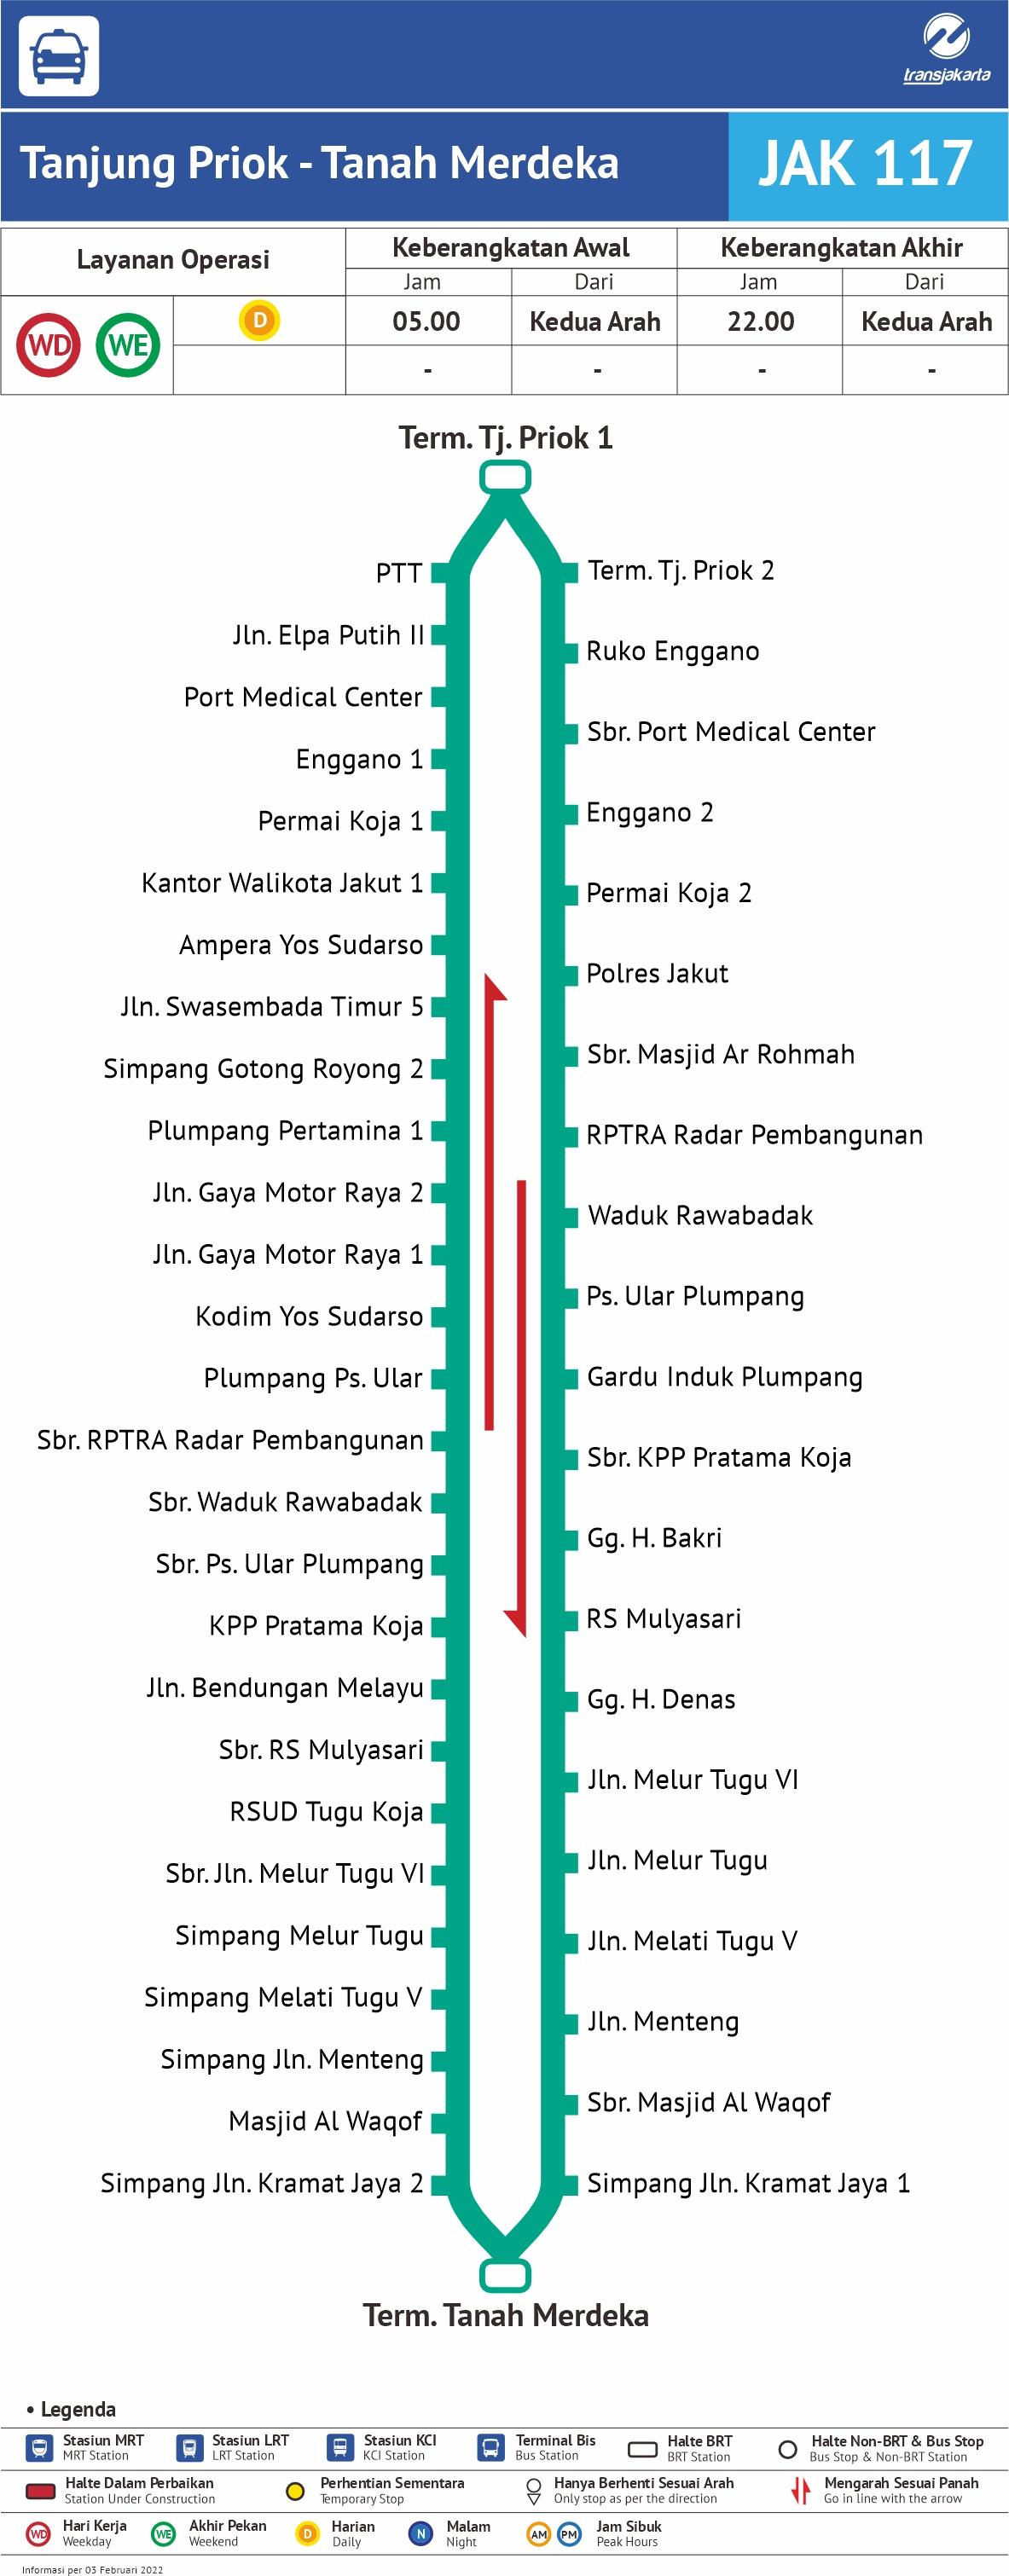 transjakarta
Tanjung Priok - Tanah Merdeka
JAK 117
Layanan Operasi
Keberangkatan Awal
Keberangkatan Akhir
Jam
Dari
Jam
Dari
WD
WE
D
05.00
Kedua Arah
22.00
Kedua Arah
-
-
-
-
Term. Tj. Priok 1
PTT
Jln. Elpa Putih II
Port Medical Center
Enggano 1
Permai Koja 1
Kantor Walikota Jakut 1
Ampera Yos Sudarso
Jln. Swasembada Timur 5
Simpang Gotong Royong 2
Plumpang Pertamina 1
Jln. Gaya Motor Raya 2
Jln. Gaya Motor Raya 1
Kodim Yos Sudarso
Plumpang Ps. Ular
Sbr. RPTRA Radar Pembangunan
Sbr. Waduk Rawabadak
Sbr. Ps. Ular Plumpang
KPP Pratama Koja
Jln. Bendungan Melayu
Sbr. RS Mulyasari
RSUD Tugu Koja
Sbr. Jln. Melur Tugu VI
Simpang Melur Tugu
Simpang Melati Tugu V
Simpang Jln. Menteng
Masjid Al Waqof
Simpang Jln. Kramat Jaya 2
Term. Tj. Priok 2
Ruko Enggano
Sbr. Port Medical Center
Enggano 2
Permai Koja 2
Polres Jakut
Sbr. Masjid Ar Rohmah
RPTRA Radar Pembangunan
Waduk Rawabadak
Ps. Ular Plumpang
Gardu Induk Plumpang
Sbr. KPP Pratama Koja
Gg. H. Bakri
RS Mulyasari
Gg. H. Denas
Jln. Melur Tugu VI
Jln. Melur Tugu
Jln. Melati Tugu V
Jln. Menteng
Sbr. Masjid Al Waqof
Simpang Jln. Kramat Jaya 1
Term. Tanah Merdeka
• Legenda
Stasiun MRT
MRT Station
Stasiun LRT
LRT Station
Stasiun KCI
KCI Station
Terminal Bis
Bus Station
Halte BRT
BRT Station
Halte Non-BRT & Bus Stop
Bus Stop & Non-BRT Station
Halte Dalam Perbaikan
Station Under Construction
Perhentian Sementara
Temporary Stop
Hanya Berhenti Sesuai Arah
Only stop as per the direction
Mengarah Sesuai Panah
Go in line with the arrow
WD
Hari Kerja
Weekday
WE
Akhir Pekan
Weekend
D
Harian
Daily
N
Malam
Night
AM
PM
Jam Sibuk
Peak Hours
Informasi per 03 Februari 2022